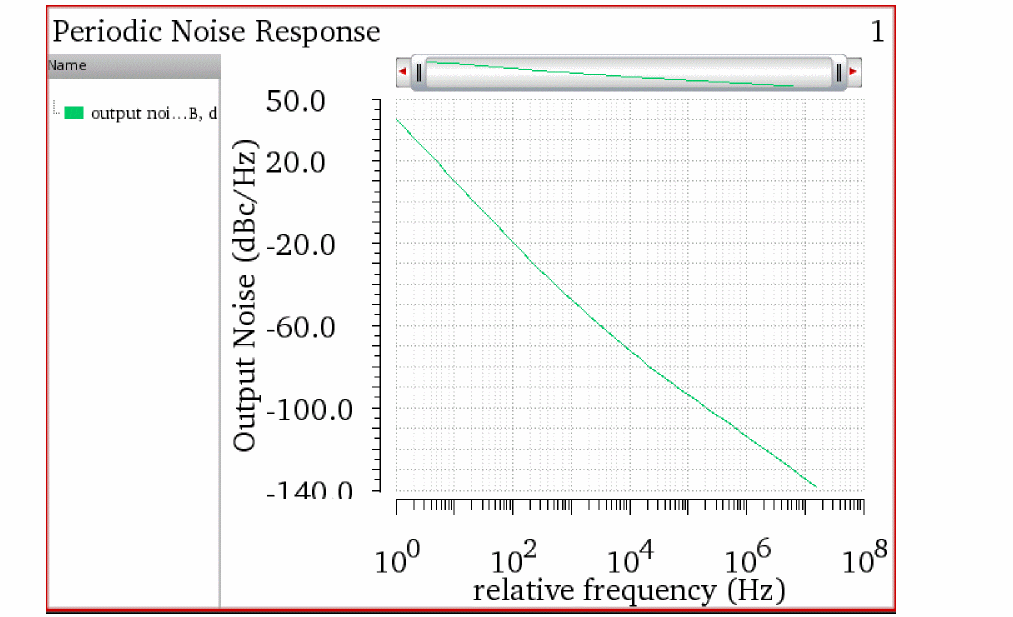 Periodic Noise Response 1
Name
output noi...B, d
Output Noise (dBc/Hz)
50.0
20.0
-20.0
-60.0
-100.0
-140.0
10^0 10^2 10^4 10^6 10^8
relative frequency (Hz)